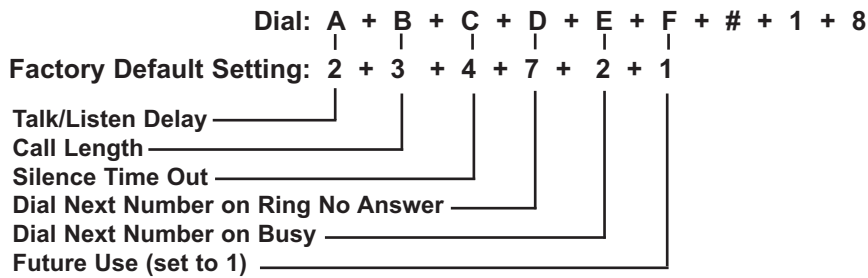 Dial: A + B + C + D + E + F + # + 1 + 8
Factory Default Setting: 2 + 3 + 4 + 7 + 2 + 1
Talk/Listen Delay
Call Length
Silence Time Out
Dial Next Number on Ring No Answer
Dial Next Number on Busy
Future Use (set to 1)